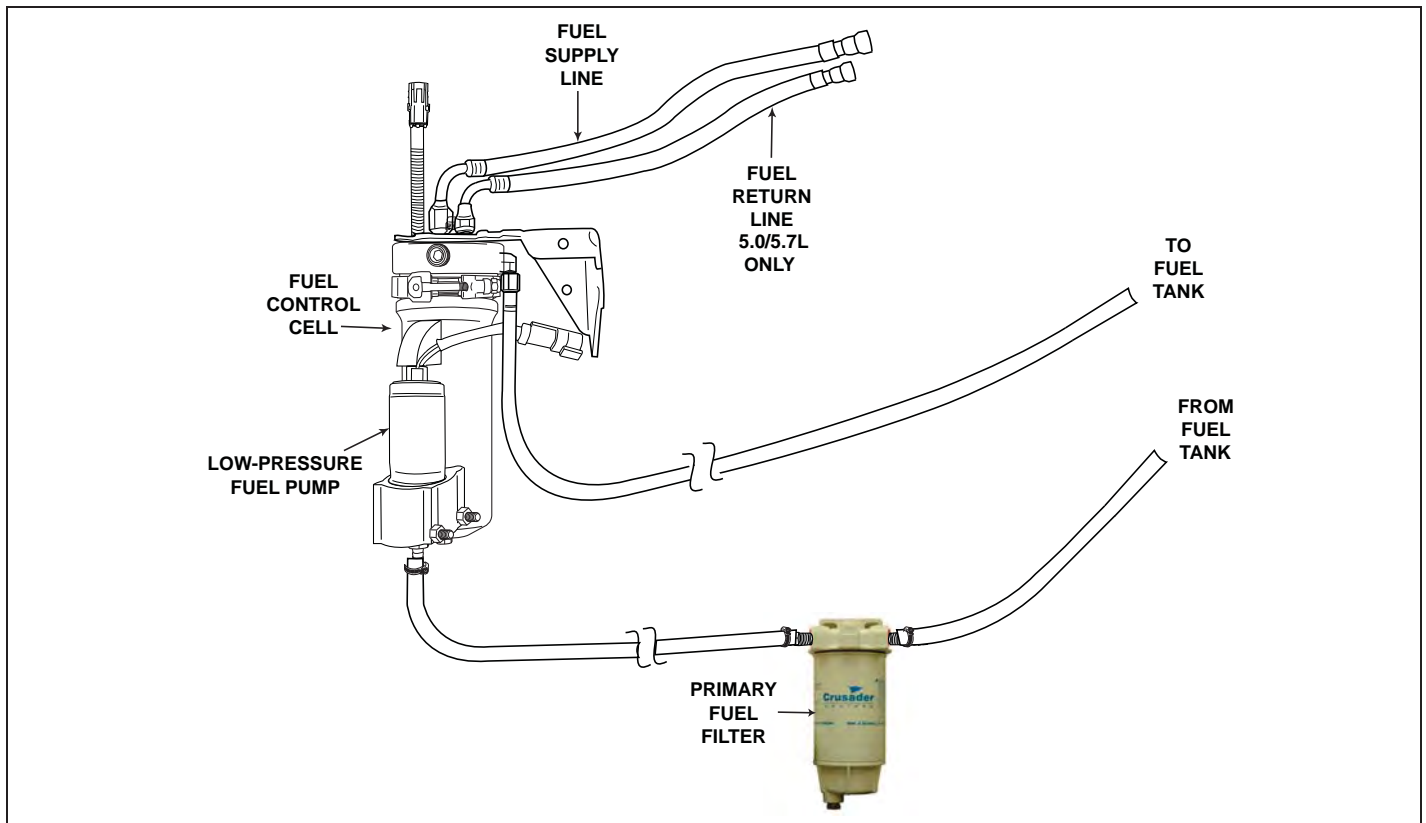 FUEL
SUPPLY
LINE
FUEL
RETURN
LINE
5.0/5.7L
ONLY
TO
FUEL
TANK
FUEL
CONTROL
CELL
FROM
FUEL
TANK
LOW-PRESSURE
FUEL PUMP
PRIMARY
FUEL
FILTER
Crusader